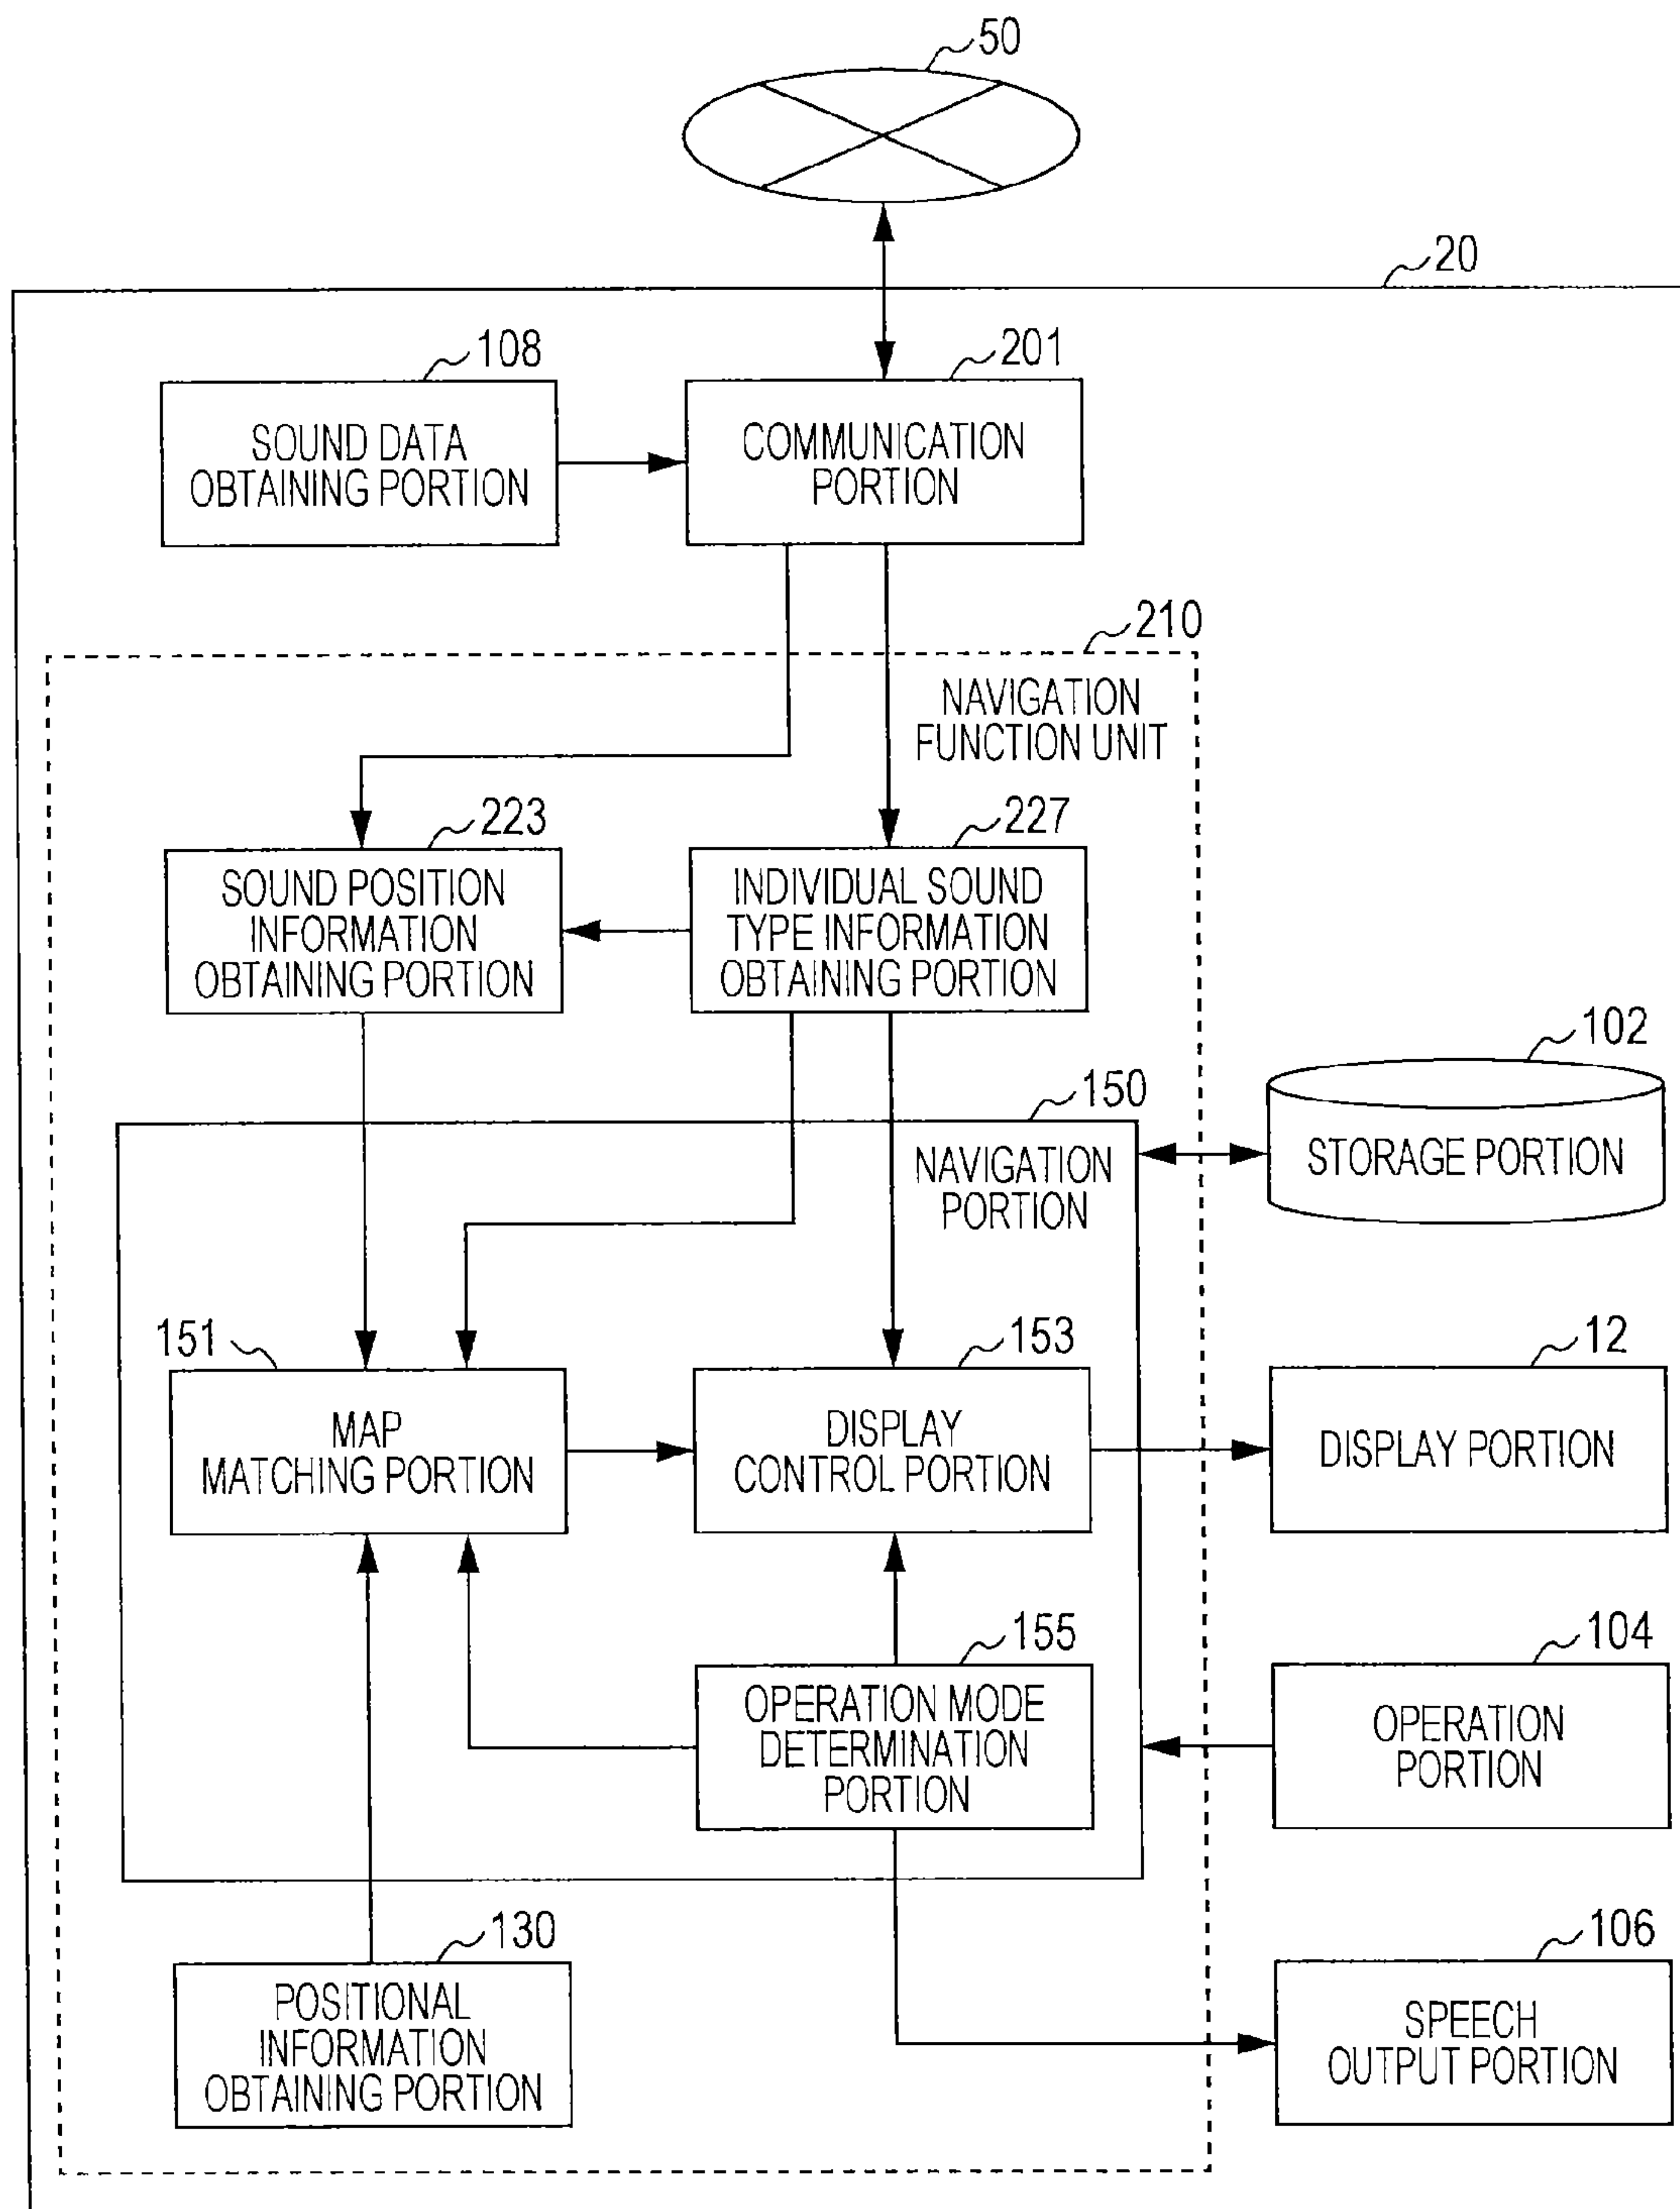 50
20
108
201
SOUND DATA
OBTAINING PORTION
COMMUNICATION
PORTION
210
NAVIGATION
FUNCTION UNIT
223
227
SOUND POSITION
INFORMATION
OBTAINING PORTION
INDIVIDUAL SOUND
TYPE INFORMATION
OBTAINING PORTION
102
STORAGE PORTION
150
NAVIGATION
PORTION
151
153
12
MAP
MATCHING PORTION
DISPLAY
CONTROL PORTION
DISPLAY PORTION
155
104
OPERATION MODE
DETERMINATION
PORTION
OPERATION
PORTION
130
106
POSITIONAL
INFORMATION
OBTAINING PORTION
SPEECH
OUTPUT PORTION